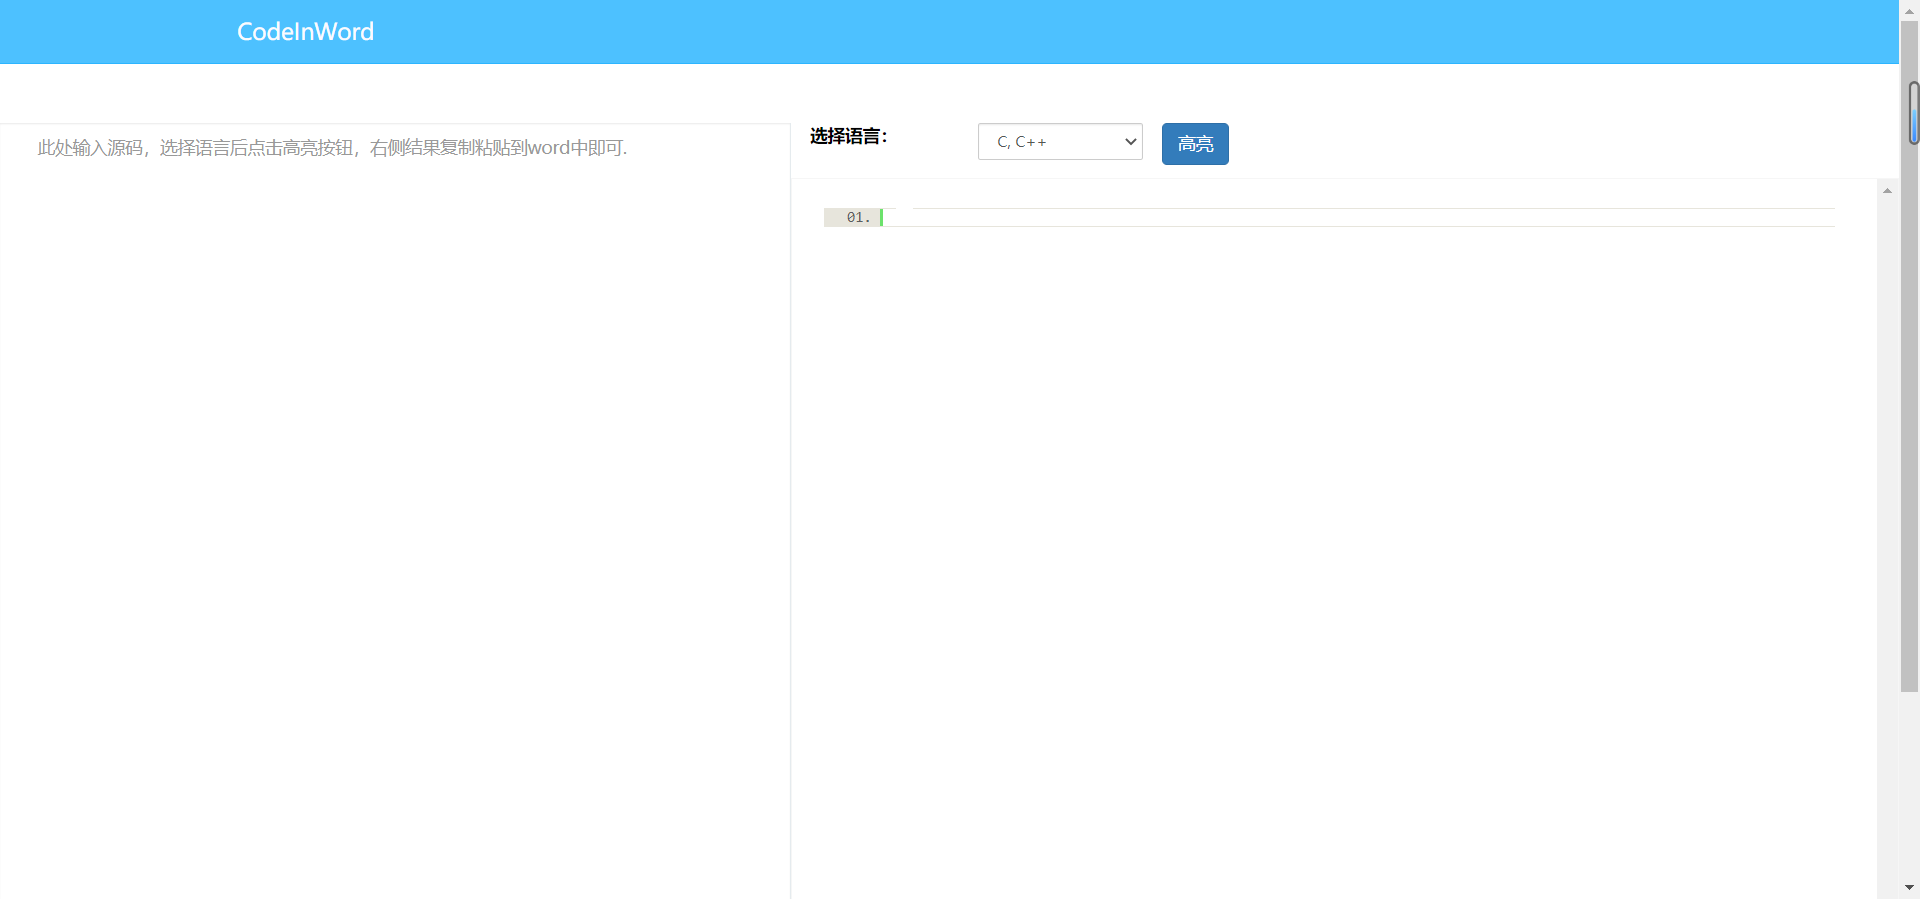 CodeInWord
此处输入源码，选择语言后点击高亮按钮，右侧结果复制粘贴到word中即可.
选择语言：
C, C++
高亮
01.